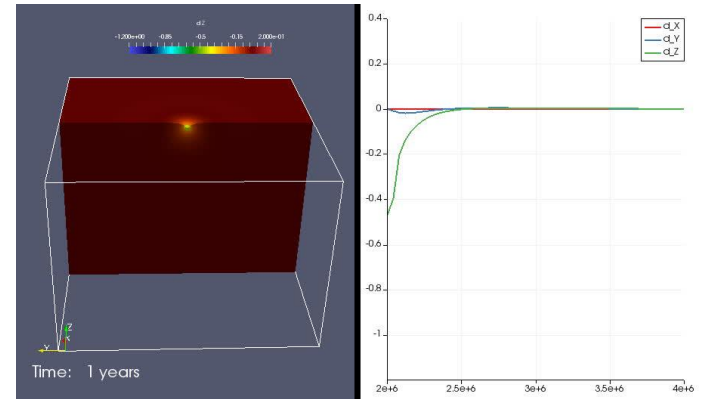 d Z
-1.200e+00 -0.85 -0.5 -0.15 2.000e-01
Z
X
Y
Time: 1 years
d_X
d_Y
d_Z
0.4
0.2
0
-0.2
-0.4
-0.6
-0.8
-1
2e+6 2.5e+6 3e+6 3.5e+6 4e+6